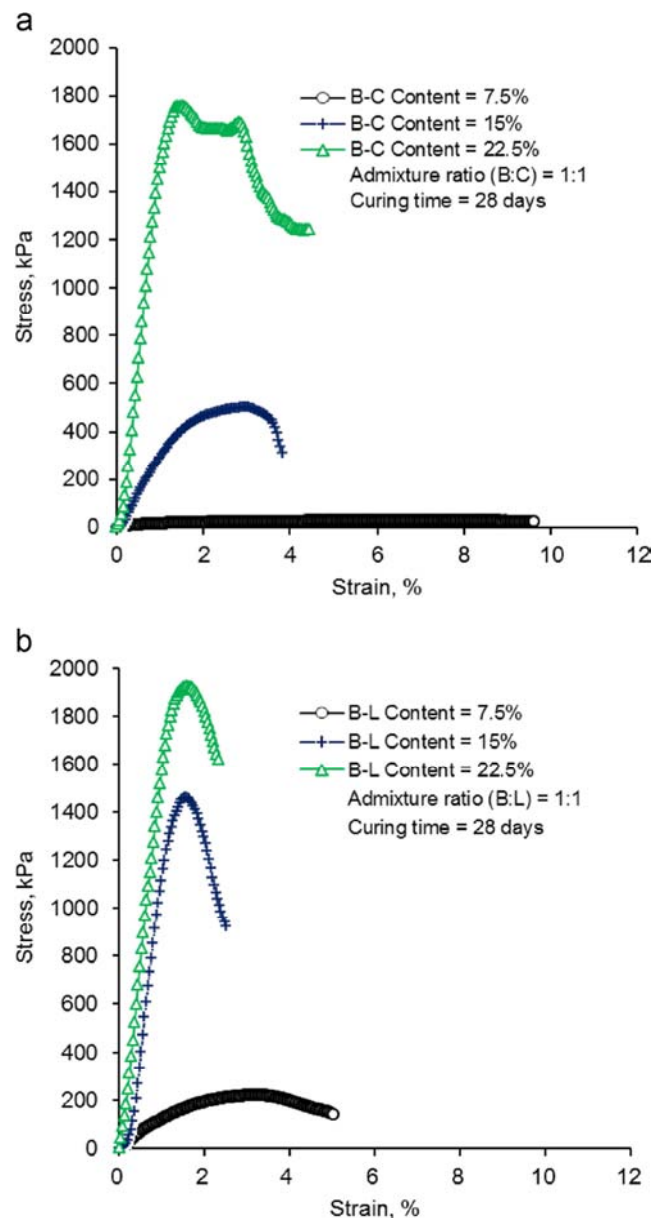 a
2000
1800
1600
1400
1200
1000
800
600
400
200
0
Stress, kPa
B-C Content = 7.5%
B-C Content = 15%
B-C Content = 22.5%
Admixture ratio (B:C) = 1:1
Curing time = 28 days
0 2 4 6 8 10 12
Strain, %
b
2000
1800
1600
1400
1200
1000
800
600
400
200
0
Stress, kPa
B-L Content = 7.5%
B-L Content = 15%
B-L Content = 22.5%
Admixture ratio (B:L) = 1:1
Curing time = 28 days
0 2 4 6 8 10 12
Strain, %